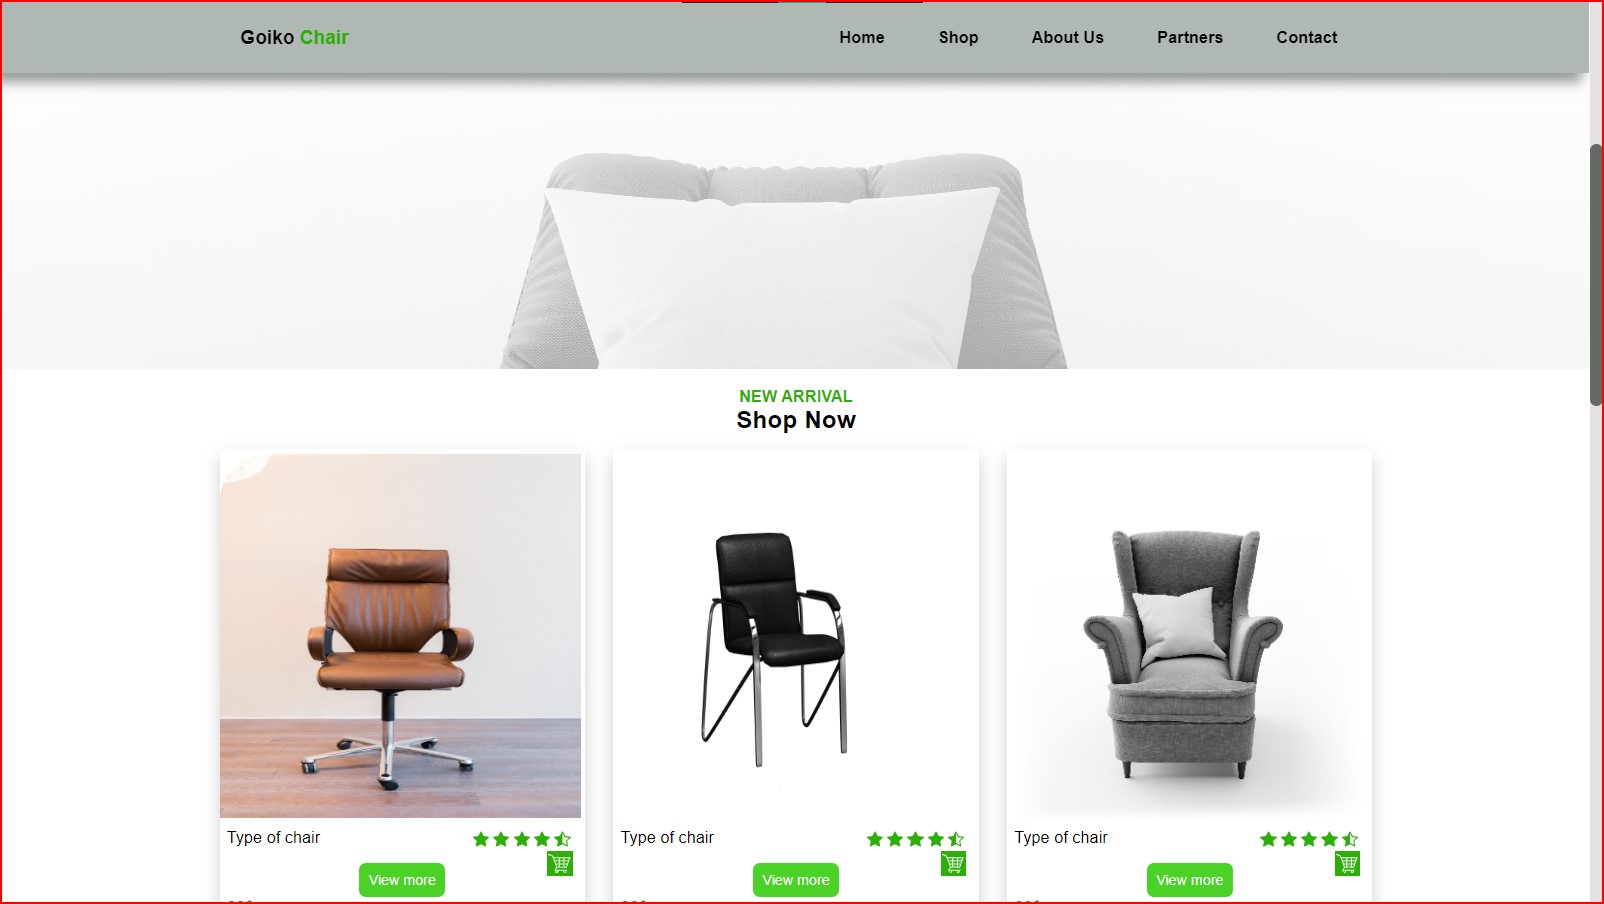 Goiko Chair
Home Shop About Us Partners Contact
NEW ARRIVAL
Shop Now
Type of chair
View more
Type of chair
View more
Type of chair
View more